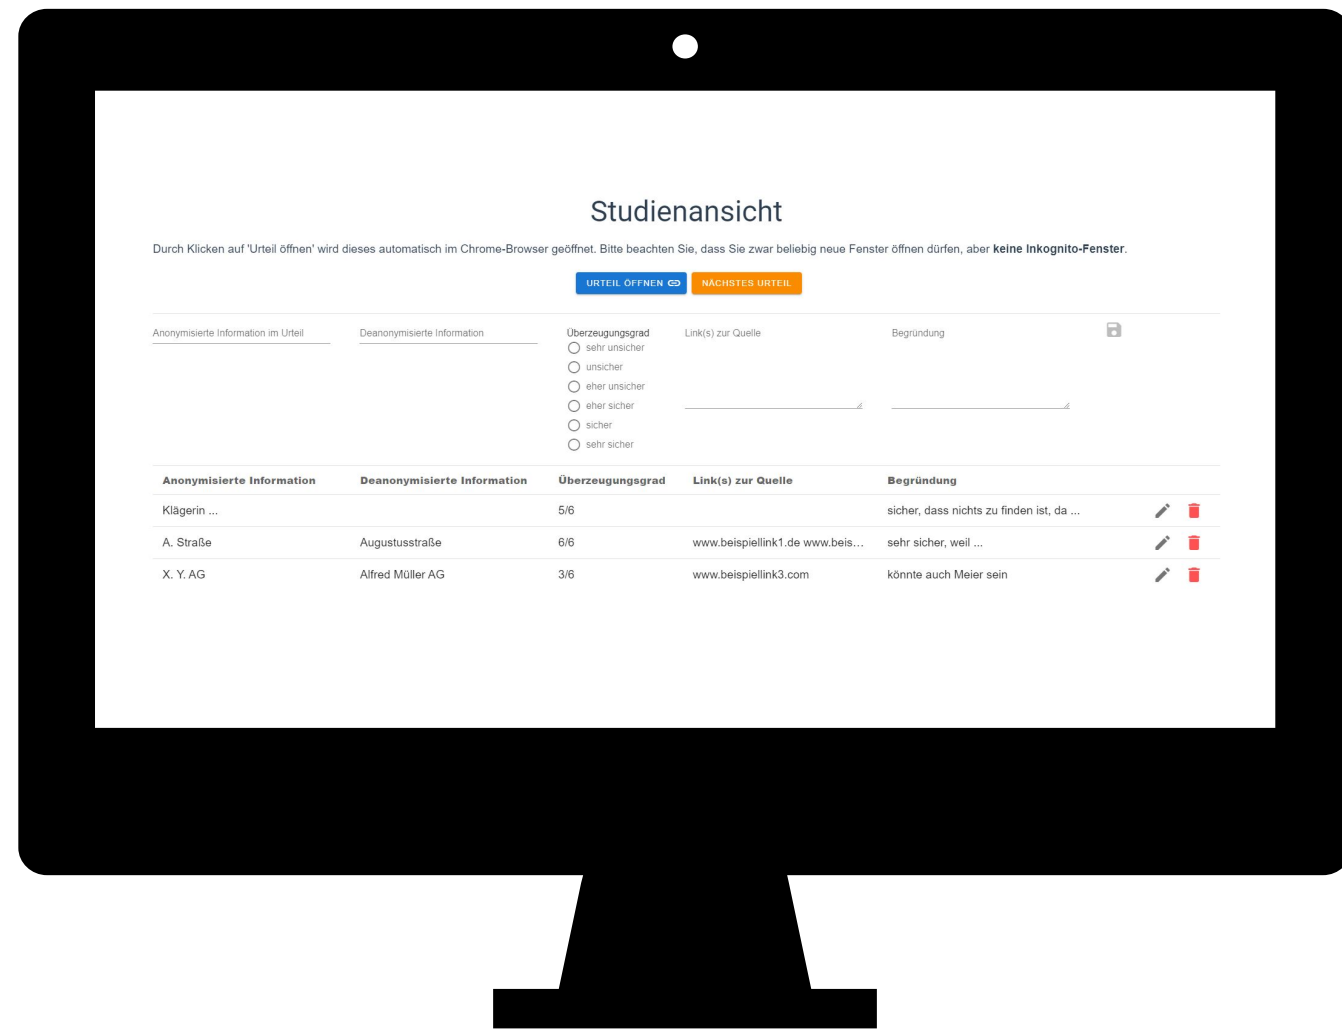 Studienansicht
Durch Klicken auf 'Urteil öffnen' wird dieses automatisch im Chrome-Browser geöffnet. Bitte beachten Sie, dass Sie zwar beliebig neue Fenster öffnen dürfen, aber keine Inkognito-Fenster.
URTEIL ÖFFNEN NÄCHSTES URTEIL
Anonymisierte Information im Urteil Deanonymisierte Information Überzeugungsgrad Link(s) zur Quelle Begründung
sehr unsicher
unsicher
eher unsicher
eher sicher
sicher
sehr sicher
Anonymisierte Information Deanonymisierte Information Überzeugungsgrad Link(s) zur Quelle Begründung
Klägerin ... 5/6 sicher, dass nichts zu finden ist, da ...
A. Straße Augustusstraße 6/6 www.beispiellink1.de www.beis... sehr sicher, weil ...
X. Y. AG Alfred Müller AG 3/6 www.beispiellink3.com könnte auch Meier sein